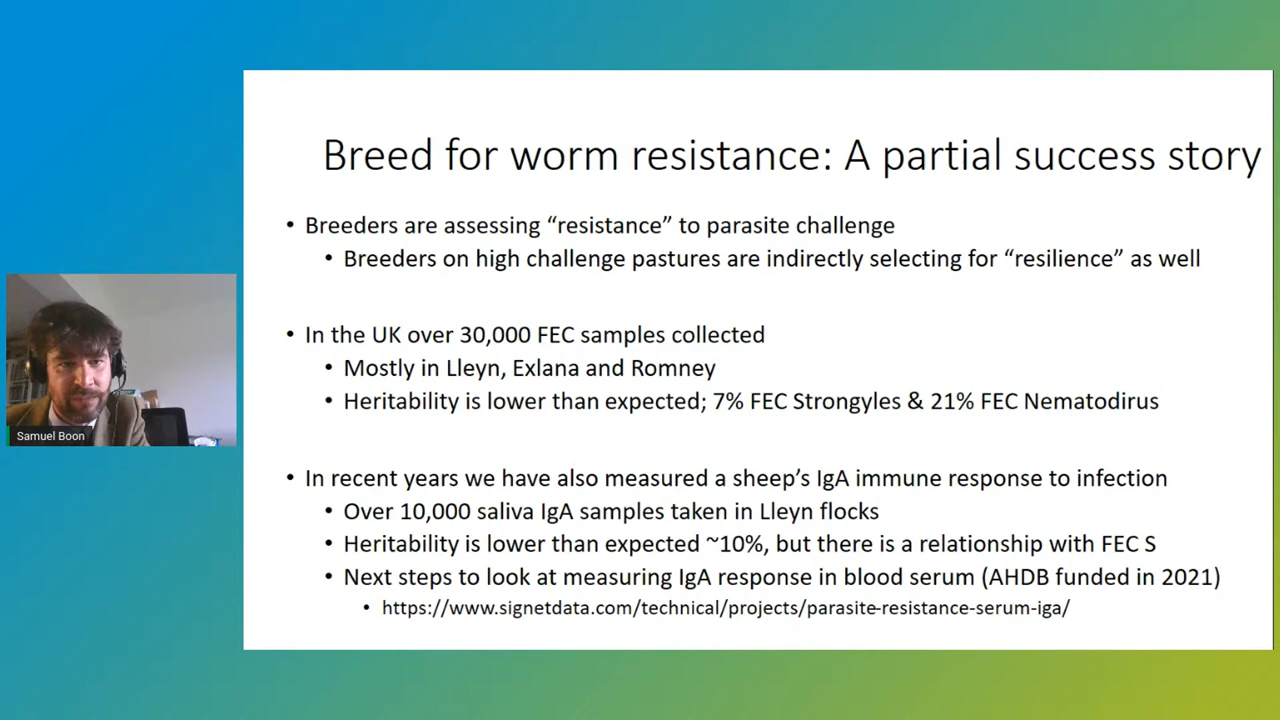 Breed for worm resistance: A partial success story
• Breeders are assessing “resistance” to parasite challenge
• Breeders on high challenge pastures are indirectly selecting for “resilience” as well
• In the UK over 30,000 FEC samples collected
• Mostly in Lleyn, Exlana and Romney
• Heritability is lower than expected; 7% FEC Strongyles & 21% FEC Nematodirus
• In recent years we have also measured a sheep’s IgA immune response to infection
• Over 10,000 saliva IgA samples taken in Lleyn flocks
• Heritability is lower than expected ~10%, but there is a relationship with FEC S
• Next steps to look at measuring IgA response in blood serum (AHDB funded in 2021)
• https://www.signetdata.com/technical/projects/parasite-resistance-serum-iga/
Samuel Boon